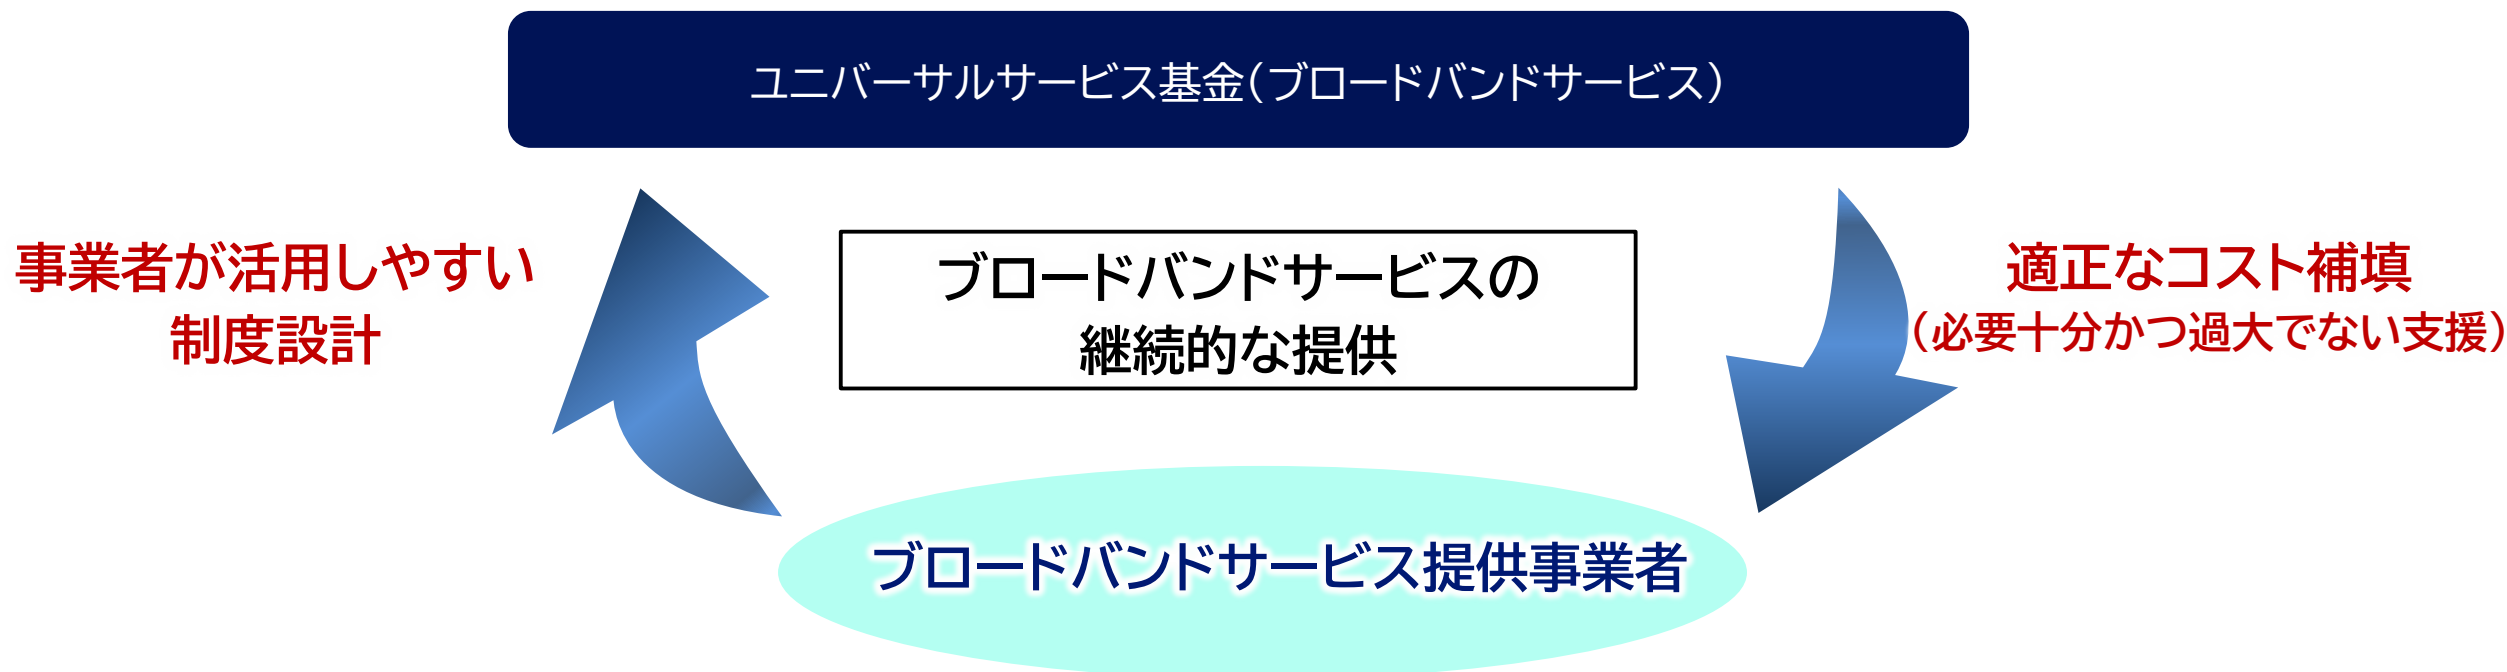 ユニバーサルサービス基金（ブロードバンドサービス）
事業者が活用しやすい
制度設計
ブロードバンドサービスの
継続的な提供
適正なコスト補填
（必要十分かつ過大でない支援）
ブロードバンドサービス提供事業者